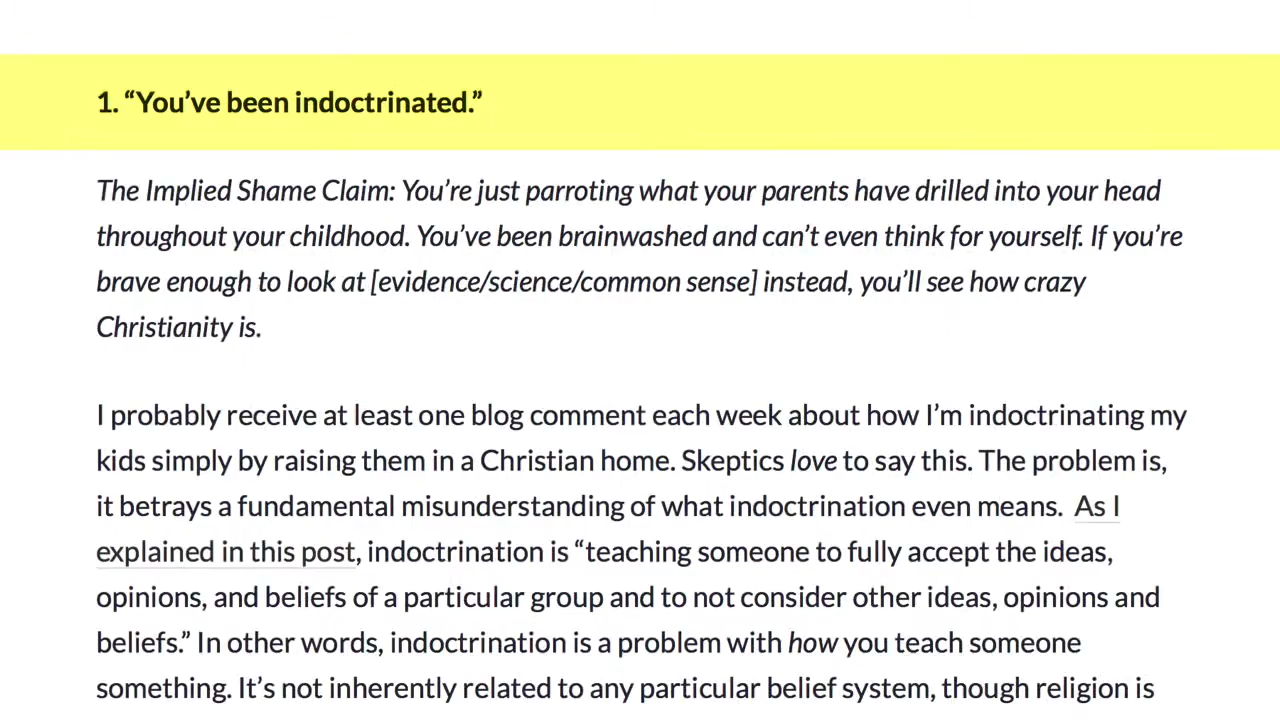 1. “You’ve been indoctrinated.”
The Implied Shame Claim: You’re just parroting what your parents have drilled into your head
throughout your childhood. You’ve been brainwashed and can’t even think for yourself. If you’re
brave enough to look at [evidence/science/common sense] instead, you’ll see how crazy
Christianity is.
I probably receive at least one blog comment each week about how I’m indoctrinating my
kids simply by raising them in a Christian home. Skeptics love to say this. The problem is,
it betrays a fundamental misunderstanding of what indoctrination even means. As I
explained in this post, indoctrination is “teaching someone to fully accept the ideas,
opinions, and beliefs of a particular group and to not consider other ideas, opinions and
beliefs.” In other words, indoctrination is a problem with how you teach someone
something. It’s not inherently related to any particular belief system, though religion is